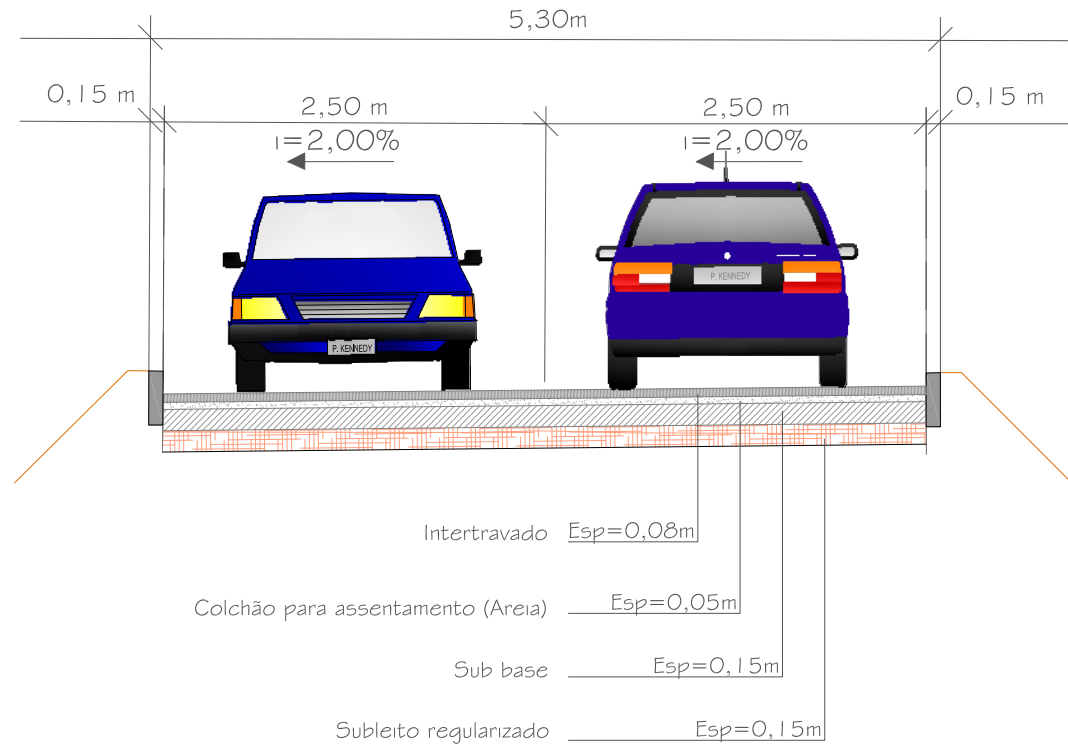 5,30m
0,15 m
2,50 m
2,50 m
0,15 m
i=2,00%
i=2,00%
P. KENNEDY
P. KENNEDY
Intertravado Esp=0,08m
Colchão para assentamento (Areia) Esp=0,05m
Sub base Esp=0,15m
Subleito regularizado Esp=0,15m